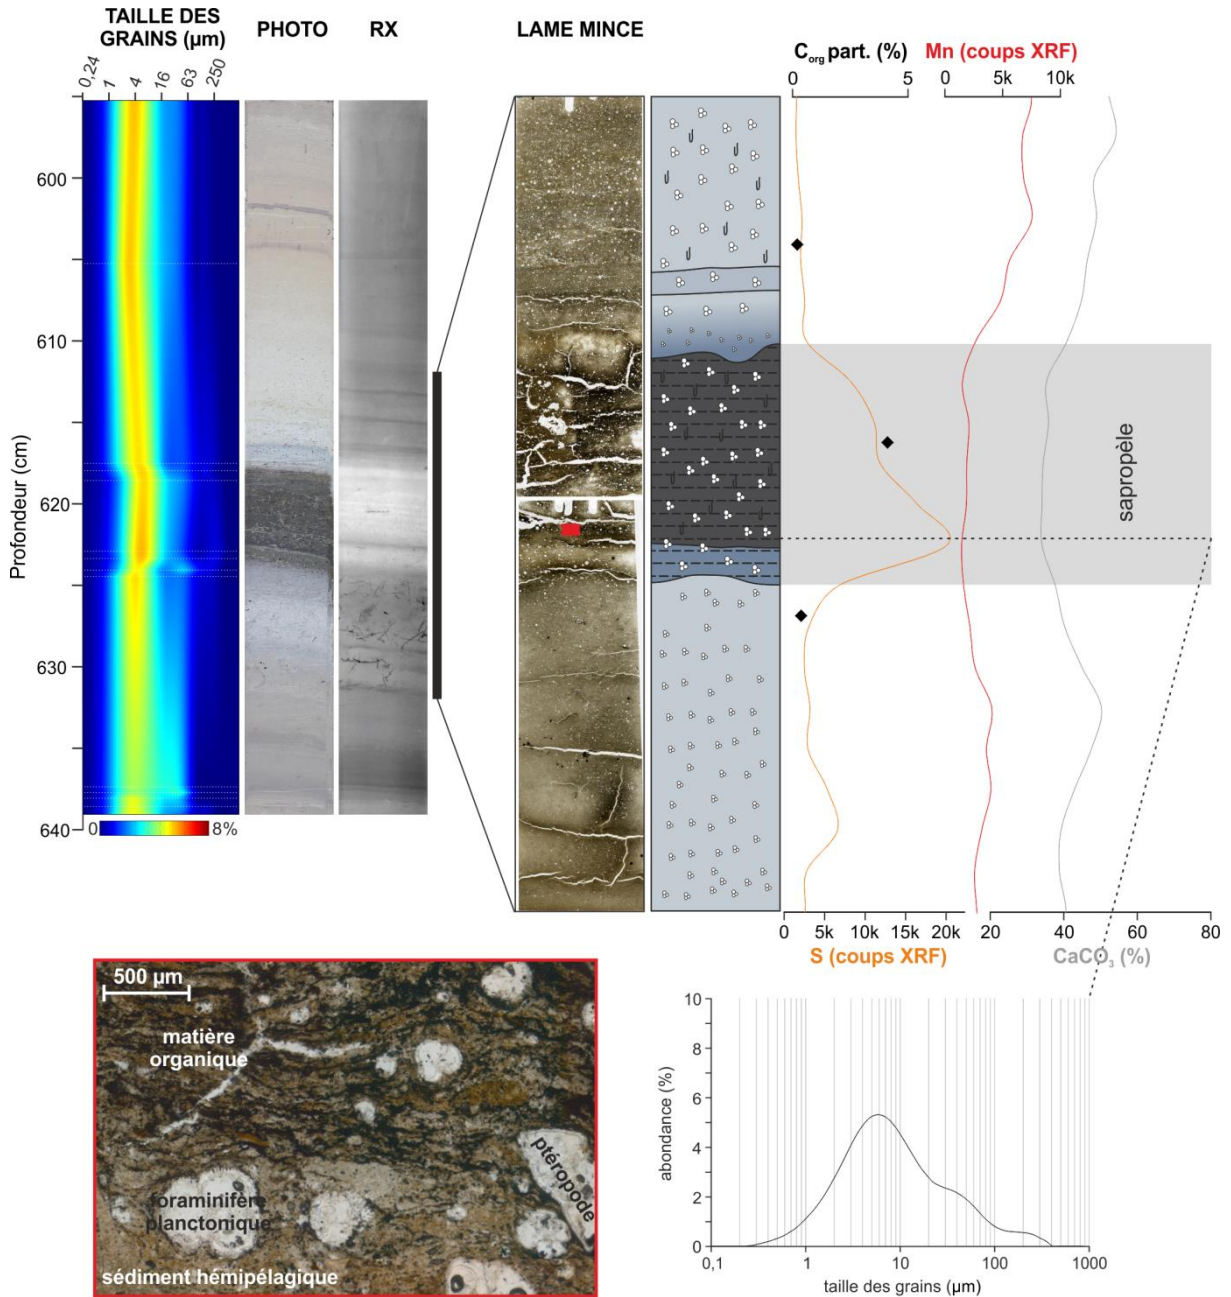 TAILLE DES
GRAINS (µm)
PHOTO
RX
LAME MINCE
C_org part. (%)
Mn (coups XRF)
0,24
1
4
16
63
250
0
5
0
5k
10k
600
610
620
630
640
Profondeur (cm)
0
8%
sapropèle
0
5k
10k
15k
20k
20
40
60
80
S (coups XRF)
CaCO₃ (%)
500 µm
matière
organique
ptéropode
foraminifère
planctonique
sédiment hémipélagique
10
8
6
4
2
0
abondance (%)
0,1
1
10
100
1000
taille des grains (µm)